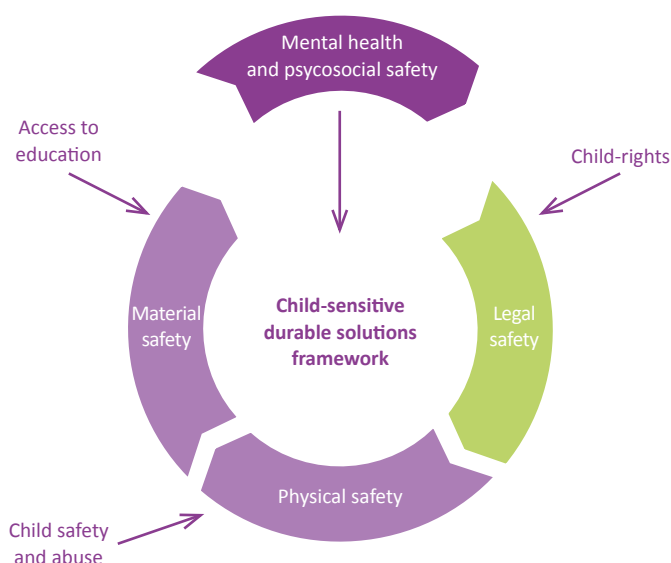 Mental health
and psycosocial safety
Access to
education
Child-rights
Material
safety
Child-sensitive
durable solutions
framework
Legal
safety
Physical safety
Child safety
and abuse